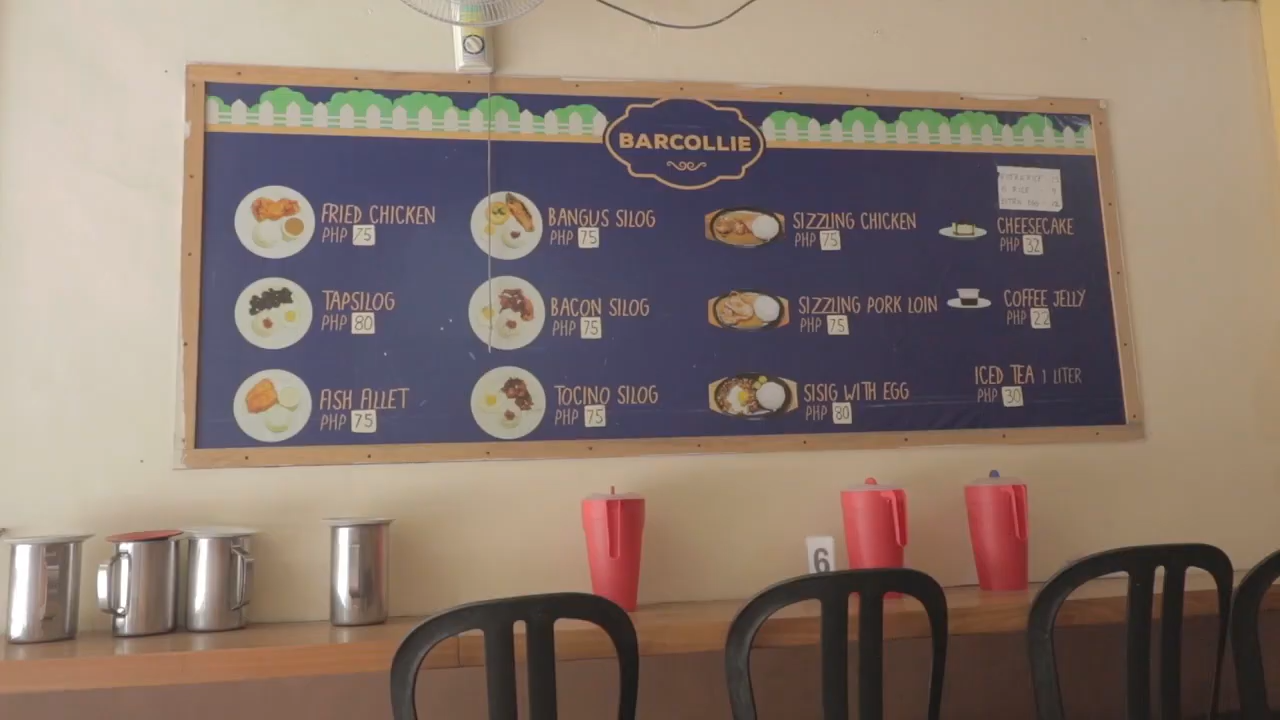 BARCOLLIE
FRIED CHICKEN
PHP 75
TAPSILOG
PHP 80
FISH FILLET
PHP 75
BANGUS SILOG
PHP 75
BACON SILOG
PHP 75
TOCINO SILOG
PHP 75
SIZZLING CHICKEN
PHP 75
SIZZLING PORK LOIN
PHP 75
SISIG WITH EGG
PHP 80
CHEESECAKE
PHP 32
COFFEE JELLY
PHP 22
ICED TEA 1 LITER
PHP 30
6